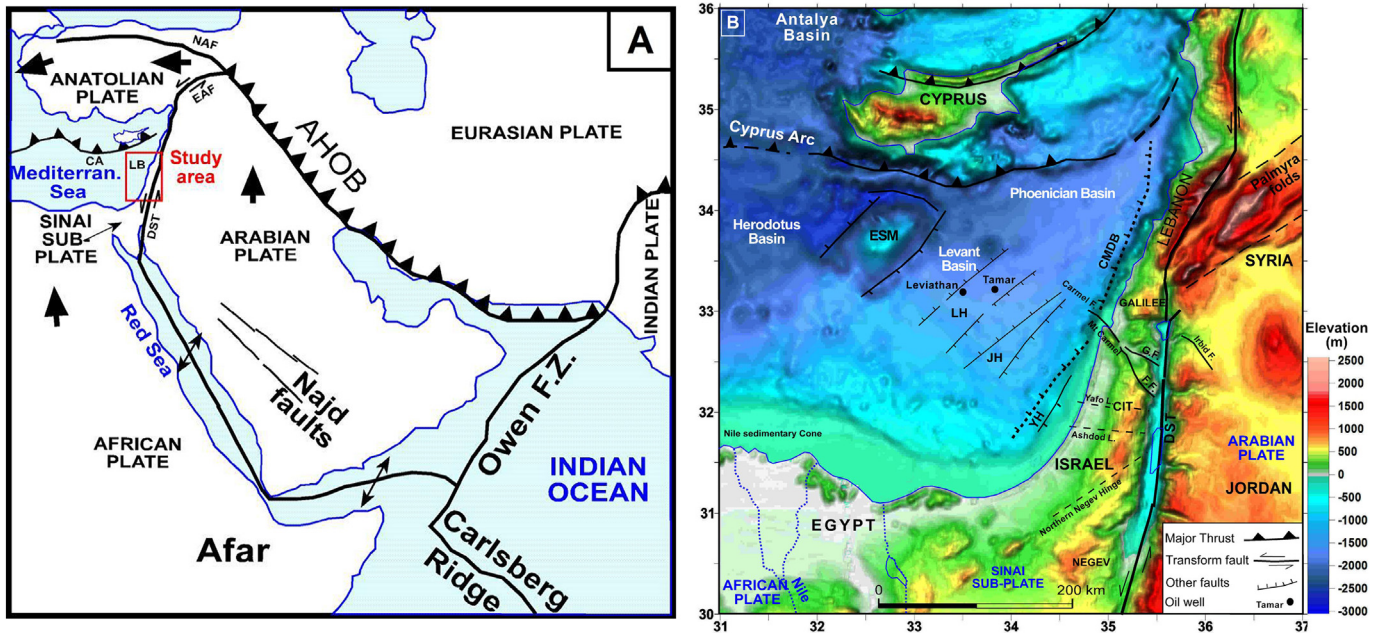 A
NAF
ANATOLIAN
PLATE
EAF
EURASIAN PLATE
AHOB
CA
LB
Study
area
Mediterran.
Sea
DST
SINAI
SUB-
PLATE
ARABIAN
PLATE
INDIAN PLATE
Red Sea
Najd
faults
Owen F.Z.
AFRICAN
PLATE
INDIAN
OCEAN
Afar
Carlsberg
Ridge
B
Antalya
Basin
CYPRUS
Cyprus Arc
Phoenician Basin
Herodotus
Basin
ESM
Levant
Basin
Leviathan
Tamar
LH
JH
YH
CMDB
LEBANON
Palmyra
folds
SYRIA
Carmel F.
GALILEE
Mt Carmel
G.F.
F.F.
Irbid F.
Yafo L.
CIT
Ashdod L.
DST
Nile sedimentary Cone
ISRAEL
ARABIAN
PLATE
JORDAN
Northern Negev Hinge
EGYPT
NEGEV
SINAI
SUB-PLATE
AFRICAN
PLATE
Nile
0 200 km
Major Thrust
Transform fault
Other faults
Oil well Tamar
36
35
34
33
32
31
30
31 32 33 34 35 36 37
Elevation
(m)
2500
2000
1500
1000
500
0
-500
-1000
-1500
-2000
-2500
-3000